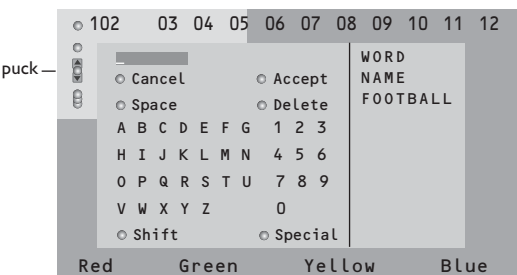 102 03 04 05 06 07 08 09 10 11 12
puck
Cancel Accept
Space Delete
A B C D E F G 1 2 3
H I J K L M N 4 5 6
O P Q R S T U 7 8 9
V W X Y Z 0
Shift Special
WORD
NAME
FOOTBALL
Red Green Yellow Blue